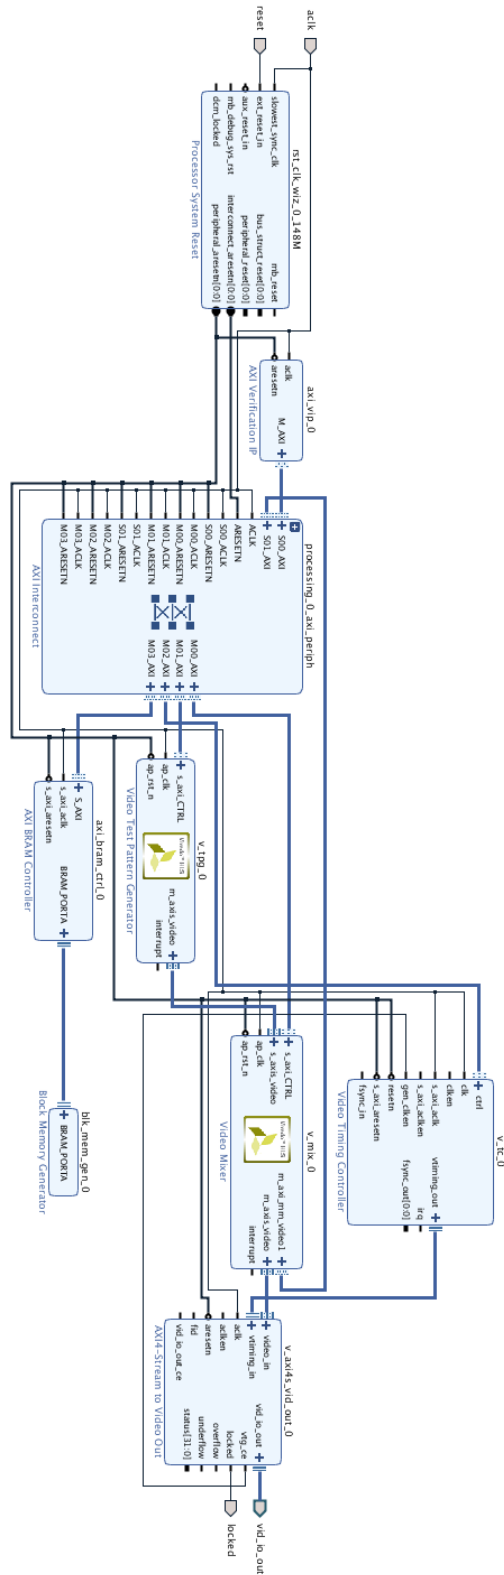 reset
aclk
rst_clk_wiz_0_148M
slowest_sync_clk
ext_reset_in
aux_reset_in
mb_debug_sys_rst
dcm_locked
mb_reset
bus_struct_reset[0:0]
peripheral_reset[0:0]
interconnect_aresetn[0:0]
peripheral_aresetn[0:0]
Processor System Reset
axi_vip_0
aclk
aresetn
M_AXI
AXI Verification IP
processing_0_axi_periph
S00_AXI
S01_AXI
ACLK
ARESETN
S00_ACLK
S00_ARESETN
M00_ACLK
M00_ARESETN
M01_ACLK
M01_ARESETN
S01_ACLK
S01_ARESETN
M02_ACLK
M02_ARESETN
M03_ACLK
M03_ARESETN
M00_AXI
M01_AXI
M02_AXI
M03_AXI
AXI Interconnect
v_tpg_0
s_axi_CTRL
ap_clk
ap_rst_n
m_axis_video
interrupt
Vivado™ HLS
Video Test Pattern Generator
axi_bram_ctrl_0
S_AXI
s_axi_aclk
s_axi_aresetn
BRAM_PORTA
AXI BRAM Controller
blk_mem_gen_0
BRAM_PORTA
Block Memory Generator
v_tc_0
ctrl
clk
clken
s_axi_aclk
s_axi_aclken
gen_clken
resetn
s_axi_aresetn
fsync_in
vtiming_out
irq
fsync_out[0:0]
Video Timing Controller
v_mix_0
s_axi_CTRL
s_axis_video
ap_clk
ap_rst_n
m_axi_mm_video1
m_axis_video
interrupt
Vivado™ HLS
Video Mixer
v_axi4s_vid_out_0
video_in
vtiming_in
aclk
aclken
aresetn
fid
vid_io_out_ce
vid_io_out
vtg_ce
locked
overflow
underflow
status[31:0]
AXI4-Stream to Video Out
vid_io_out
locked